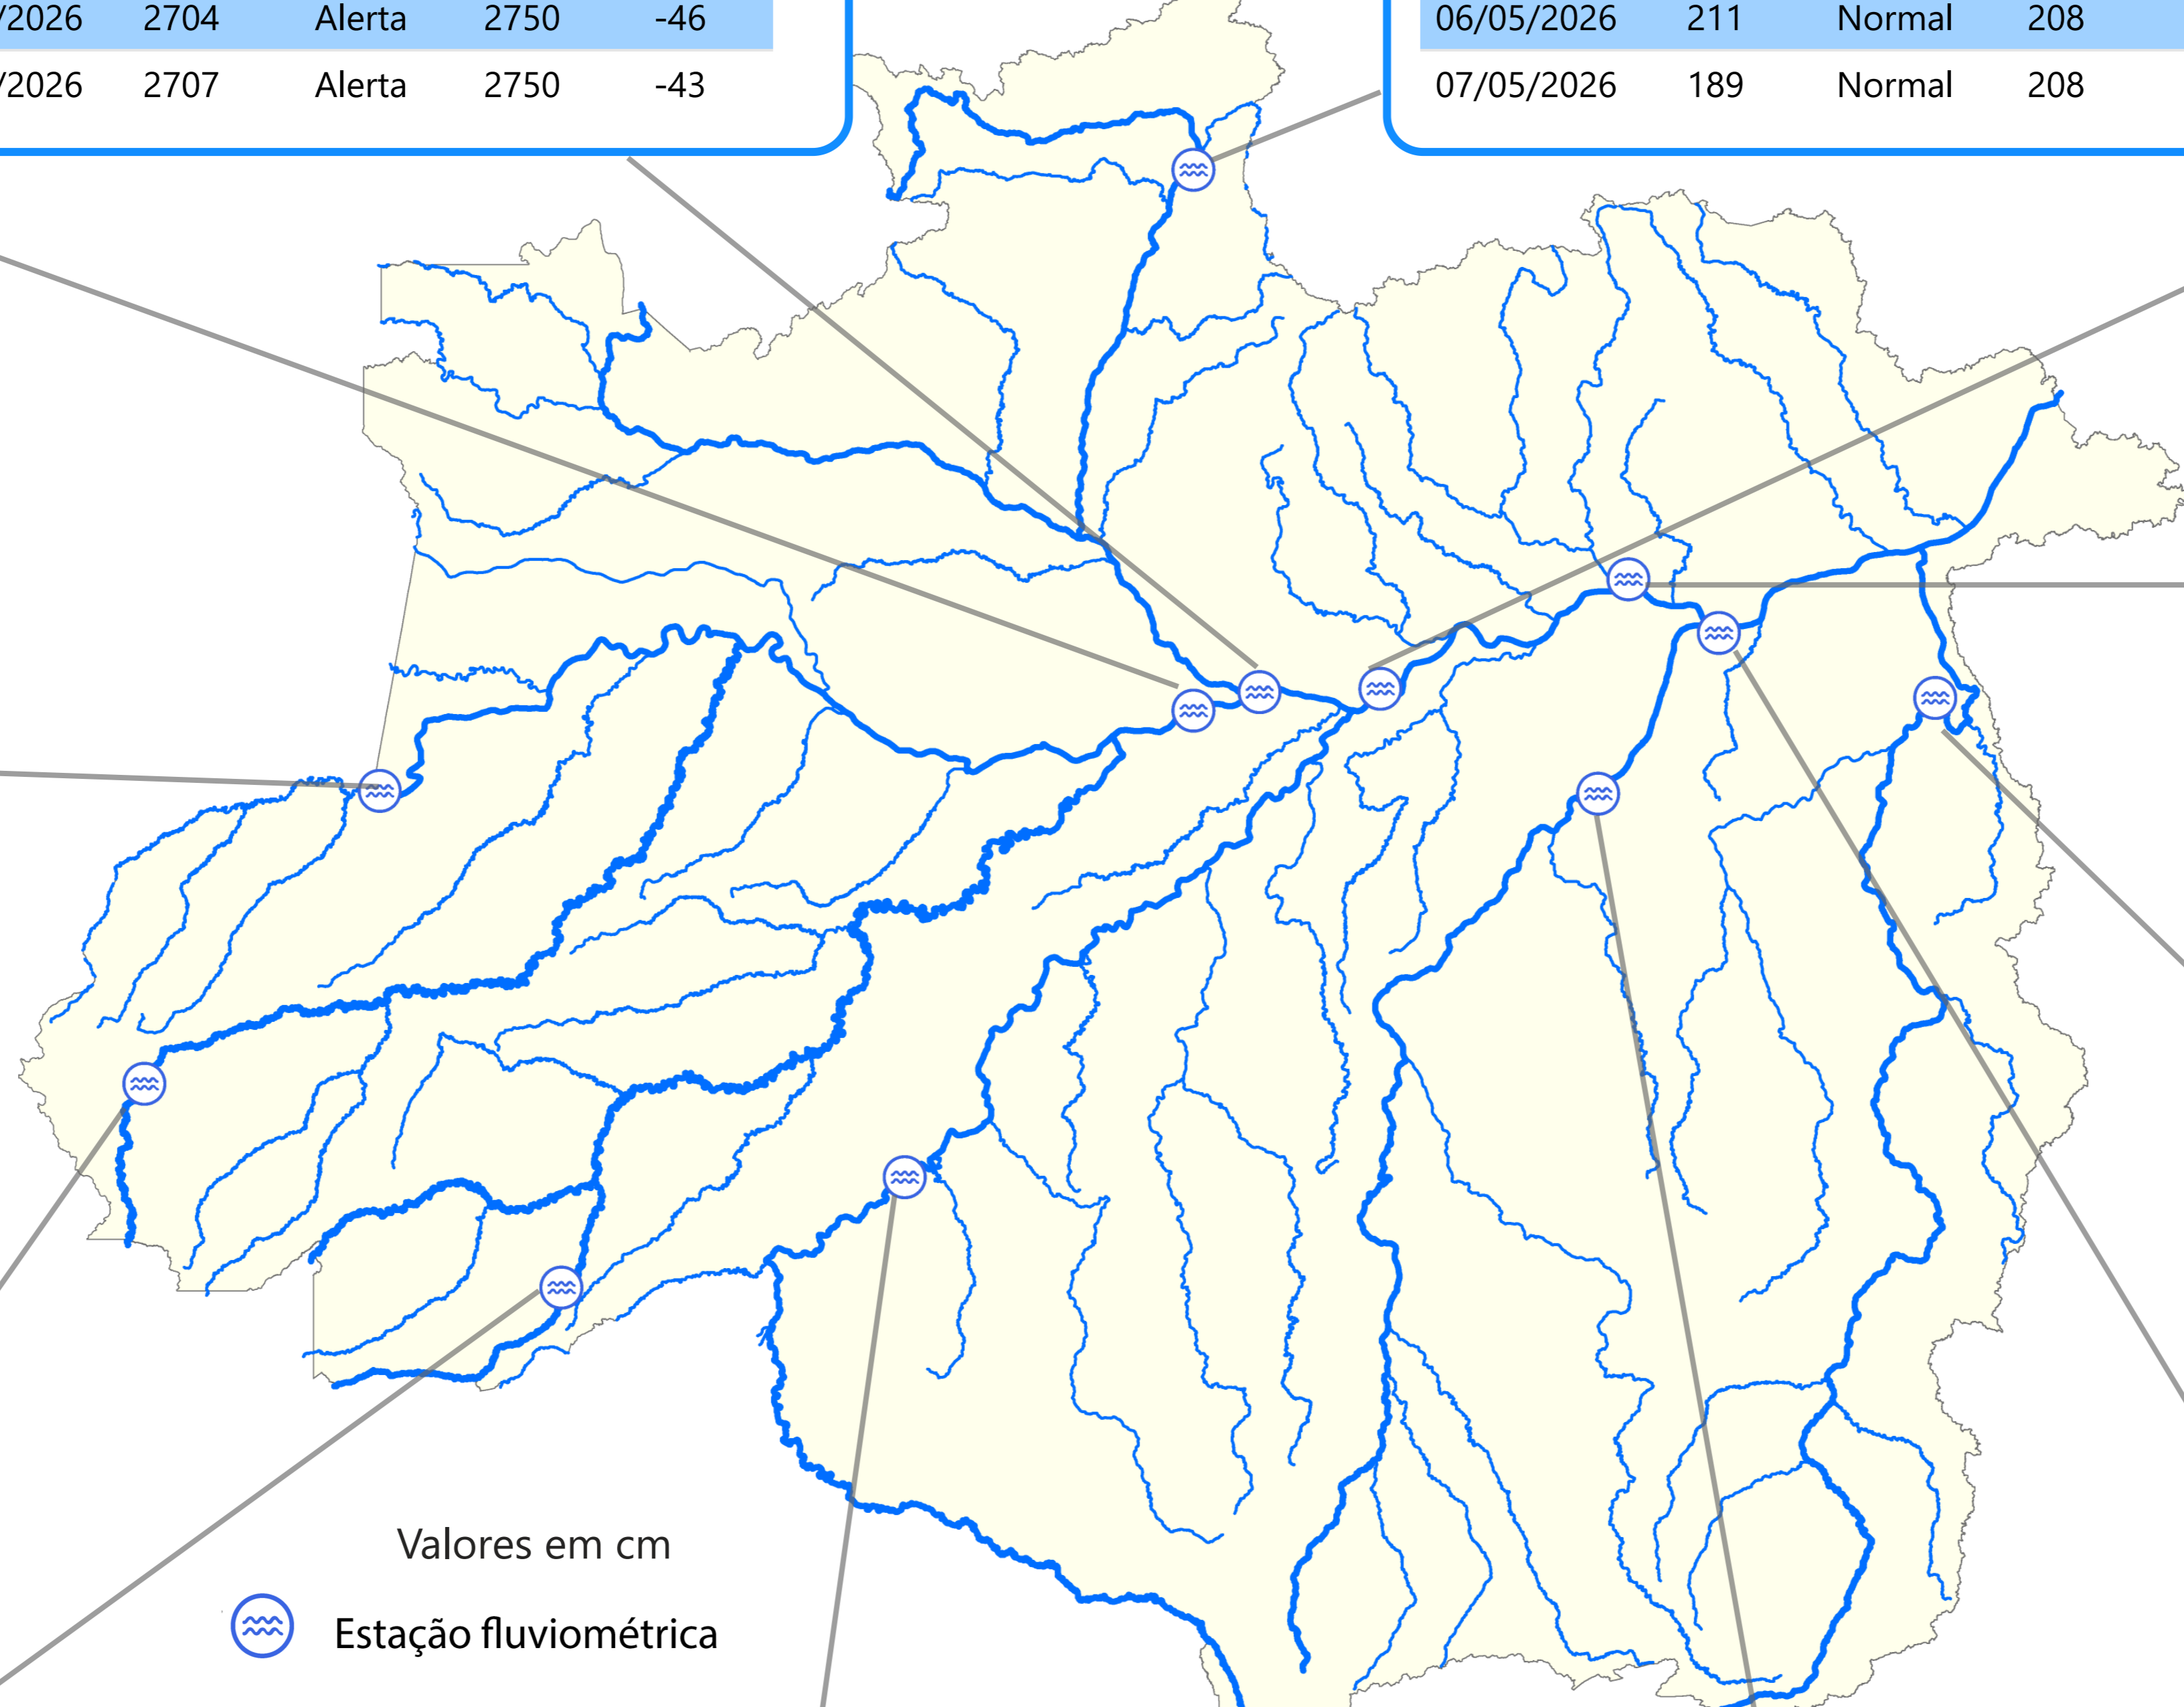 /2026 2704 Alerta 2750 -46
/2026 2707 Alerta 2750 -43
06/05/2026 211 Normal 208
07/05/2026 189 Normal 208
Valores em cm
Estação fluviométrica